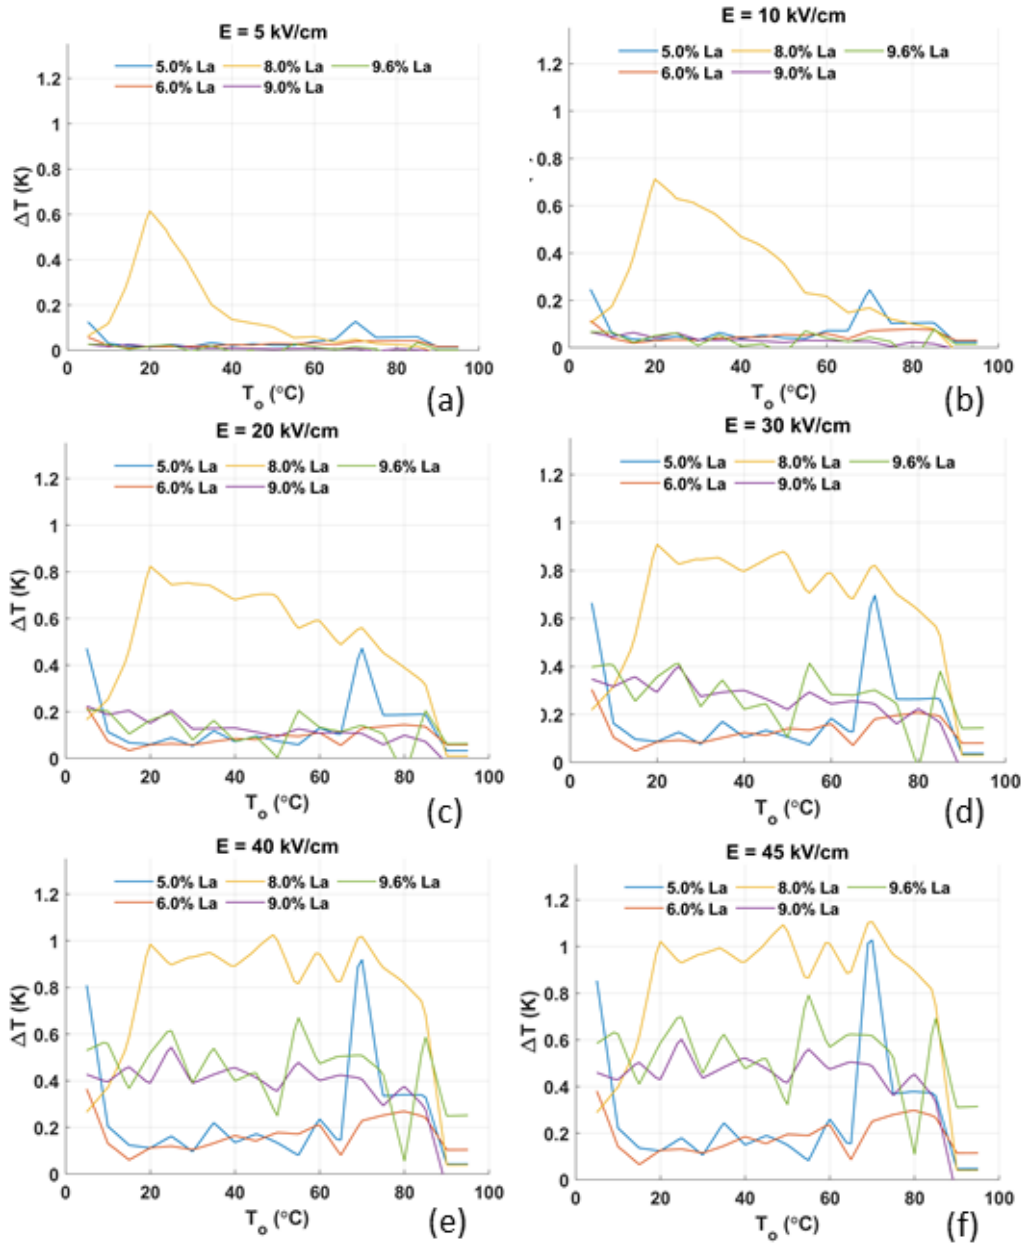 E = 5 kV/cm
5.0% La 8.0% La 9.6% La
6.0% La 9.0% La
ΔT (K)
1.2
1
0.8
0.6
0.4
0.2
0
0 20 40 60 80 100
T_o (°C)
(a)
E = 10 kV/cm
5.0% La 8.0% La 9.6% La
6.0% La 9.0% La
1.2
1
0.8
0.6
0.4
0.2
0
0 20 40 60 80 100
T_o (°C)
(b)
E = 20 kV/cm
5.0% La 8.0% La 9.6% La
6.0% La 9.0% La
ΔT (K)
1.2
1
0.8
0.6
0.4
0.2
0
0 20 40 60 80 100
T_o (°C)
(c)
E = 30 kV/cm
5.0% La 8.0% La 9.6% La
6.0% La 9.0% La
1.2
1
0.8
0.6
0.4
0.2
0
0 20 40 60 80 100
T_o (°C)
(d)
E = 40 kV/cm
5.0% La 8.0% La 9.6% La
6.0% La 9.0% La
ΔT (K)
1.2
1
0.8
0.6
0.4
0.2
0
0 20 40 60 80 100
T_o (°C)
(e)
E = 45 kV/cm
5.0% La 8.0% La 9.6% La
6.0% La 9.0% La
ΔT (K)
1.2
1
0.8
0.6
0.4
0.2
0
0 20 40 60 80 100
T_o (°C)
(f)